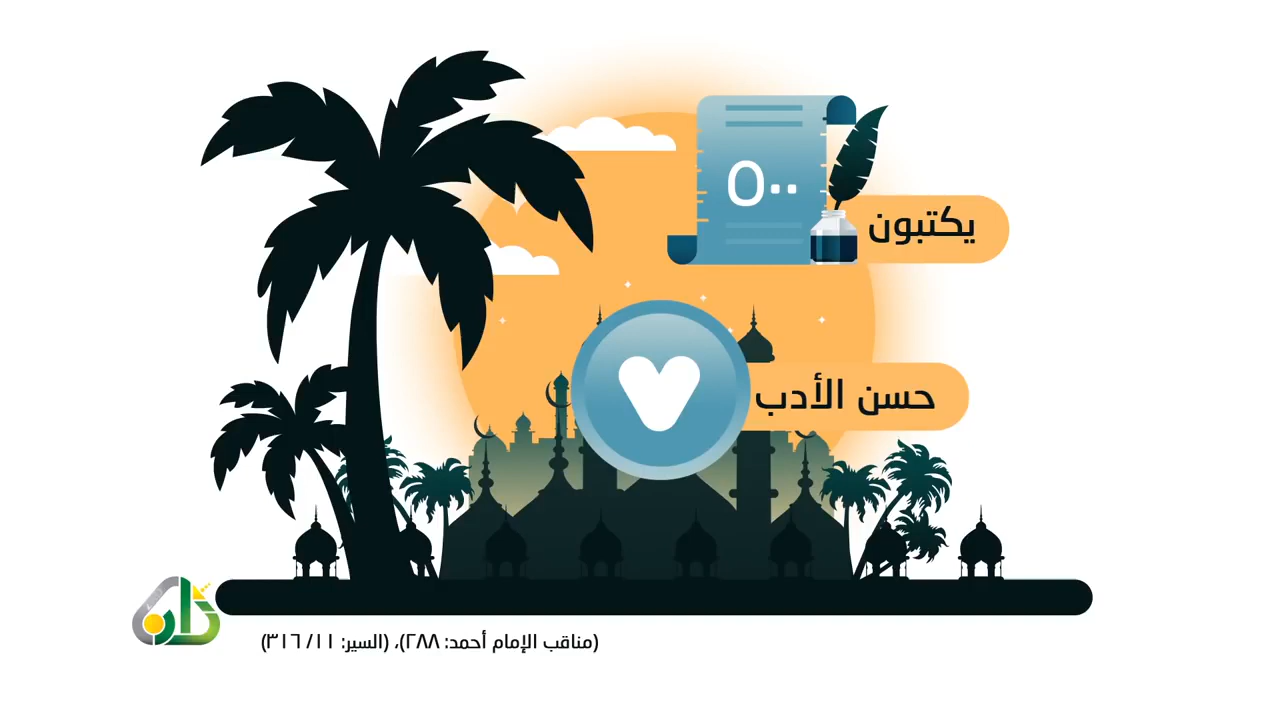 ٥٠٠
يكتبون
حسن الأدب
(مناقب الإمام أحمد: ٢٨٨)، (السير: ١١/ ٣١٦)